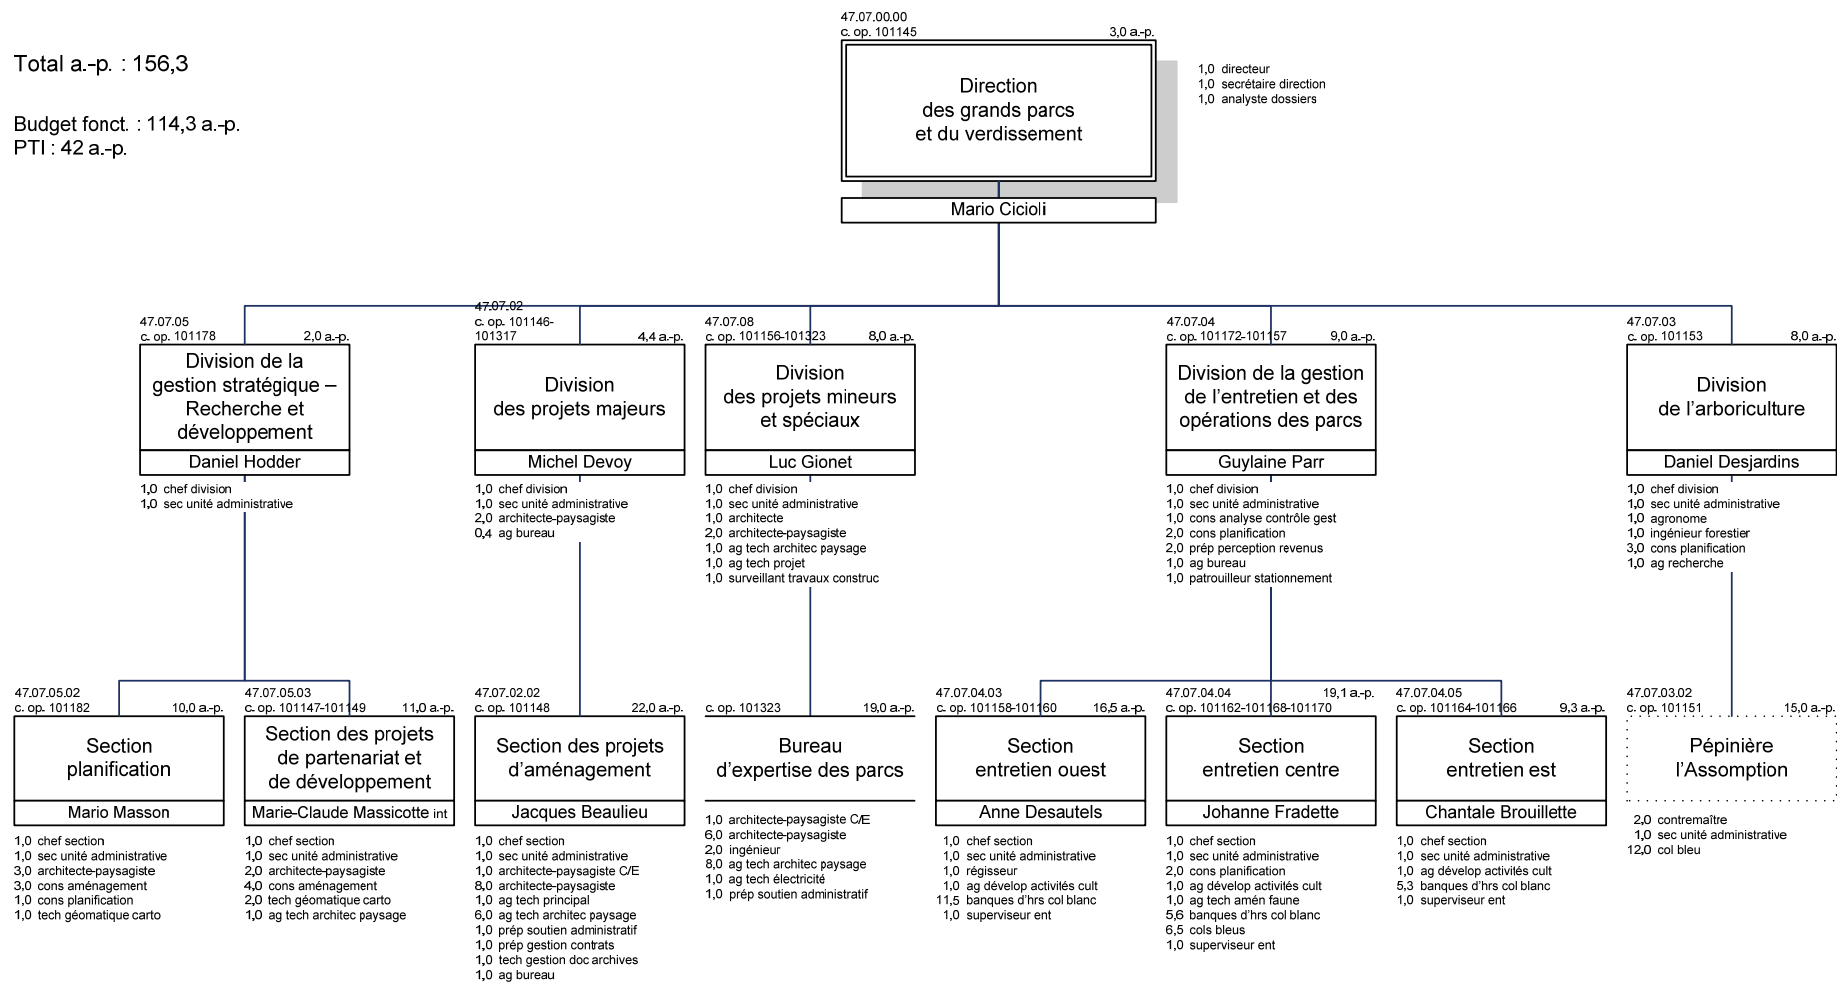 Total a.-p. : 156,3
Budget fonct. : 114,3 a.-p.
PTI : 42 a.-p.
47.07.00.00
c. op. 101145 3,0 a.-p.
Direction
des grands parcs
et du verdissement
Mario Cicioli
1,0 directeur
1,0 secrétaire direction
1,0 analyste dossiers
47.07.05
c. op. 101178 2,0 a.-p.
Division de la
gestion stratégique –
Recherche et
développement
Daniel Hodder
1,0 chef division
1,0 sec unité administrative
47.07.02
c. op. 101146-
101317 4,4 a.-p.
Division
des projets majeurs
Michel Devoy
1,0 chef division
1,0 sec unité administrative
2,0 architecte-paysagiste
0,4 ag bureau
47.07.08
c. op. 101156-101323 8,0 a.-p.
Division
des projets mineurs
et spéciaux
Luc Gionet
1,0 chef division
1,0 sec unité administrative
1,0 architecte
2,0 architecte-paysagiste
1,0 ag tech architec paysage
1,0 ag tech projet
1,0 surveillant travaux construc
47.07.04
c. op. 101172-101157 9,0 a.-p.
Division de la gestion
de l’entretien et des
opérations des parcs
Guylaine Parr
1,0 chef division
1,0 sec unité administrative
1,0 cons analyse contrôle gest
2,0 cons planification
2,0 prép perception revenus
1,0 ag bureau
1,0 patrouilleur stationnement
47.07.03
c. op. 101153 8,0 a.-p.
Division
de l’arboriculture
Daniel Desjardins
1,0 chef division
1,0 sec unité administrative
1,0 agronome
1,0 ingénieur forestier
3,0 cons planification
1,0 ag recherche
47.07.05.02
c. op. 101182 10,0 a.-p.
Section
planification
Mario Masson
1,0 chef section
1,0 sec unité administrative
3,0 architecte-paysagiste
3,0 cons aménagement
1,0 cons planification
1,0 tech géomatique carto
47.07.05.03
c. op. 101147-101149 11,0 a.-p.
Section des projets
de partenariat et
de développement
Marie-Claude Massicotte int
1,0 chef section
1,0 sec unité administrative
2,0 architecte-paysagiste
4,0 cons aménagement
2,0 tech géomatique carto
1,0 ag tech architec paysage
47.07.02.02
c. op. 101148 22,0 a.-p.
Section des projets
d’aménagement
Jacques Beaulieu
1,0 chef section
1,0 sec unité administrative
1,0 architecte-paysagiste C/E
8,0 architecte-paysagiste
1,0 ag tech principal
6,0 ag tech architec paysage
1,0 prép soutien administratif
1,0 prép gestion contrats
1,0 tech gestion doc archives
1,0 ag bureau
c. op. 101323 19,0 a.-p.
Bureau
d’expertise des parcs
1,0 architecte-paysagiste C/E
6,0 architecte-paysagiste
2,0 ingénieur
8,0 ag tech architec paysage
1,0 ag tech électricité
1,0 prép soutien administratif
47.07.04.03
c. op. 101158-101160 16,5 a.-p.
Section
entretien ouest
Anne Desautels
1,0 chef section
1,0 sec unité administrative
1,0 régisseur
1,0 ag dévelop activités cult
11,5 banques d’hrs col blanc
1,0 superviseur ent
47.07.04.04 19,1 a.-p.
c. op. 101162-101168-101170
Section
entretien centre
Johanne Fradette
1,0 chef section
1,0 sec unité administrative
2,0 cons planification
1,0 ag dévelop activités cult
1,0 ag tech amén faune
5,6 banques d’hrs col blanc
6,5 cols bleus
1,0 superviseur ent
47.07.04.05
c. op. 101164-101166 9,3 a.-p.
Section
entretien est
Chantale Brouillette
1,0 chef section
1,0 sec unité administrative
1,0 ag dévelop activités cult
5,3 banques d’hrs col blanc
1,0 superviseur ent
47.07.03.02
c. op. 101151 15,0 a.-p.
Pépinière
l’Assomption
2,0 contremaître
1,0 sec unité administrative
12,0 col bleu